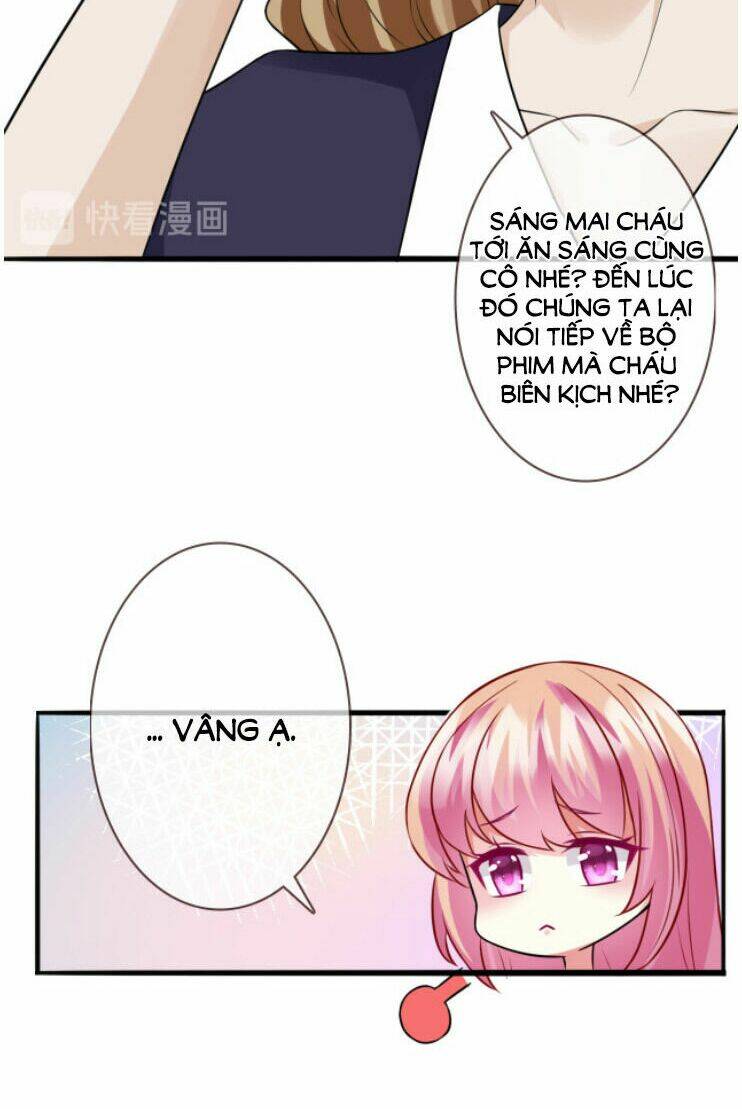 快看漫画
SÁNG MAI CHÁU
TỚI ĂN SÁNG CÙNG
CÔ NHÉ? ĐẾN LÚC
ĐÓ CHÚNG TA LẠI
NÓI TIẾP VỀ BỘ
PHIM MÀ CHÁU
BIÊN KỊCH NHÉ?
... VÂNG Ạ.